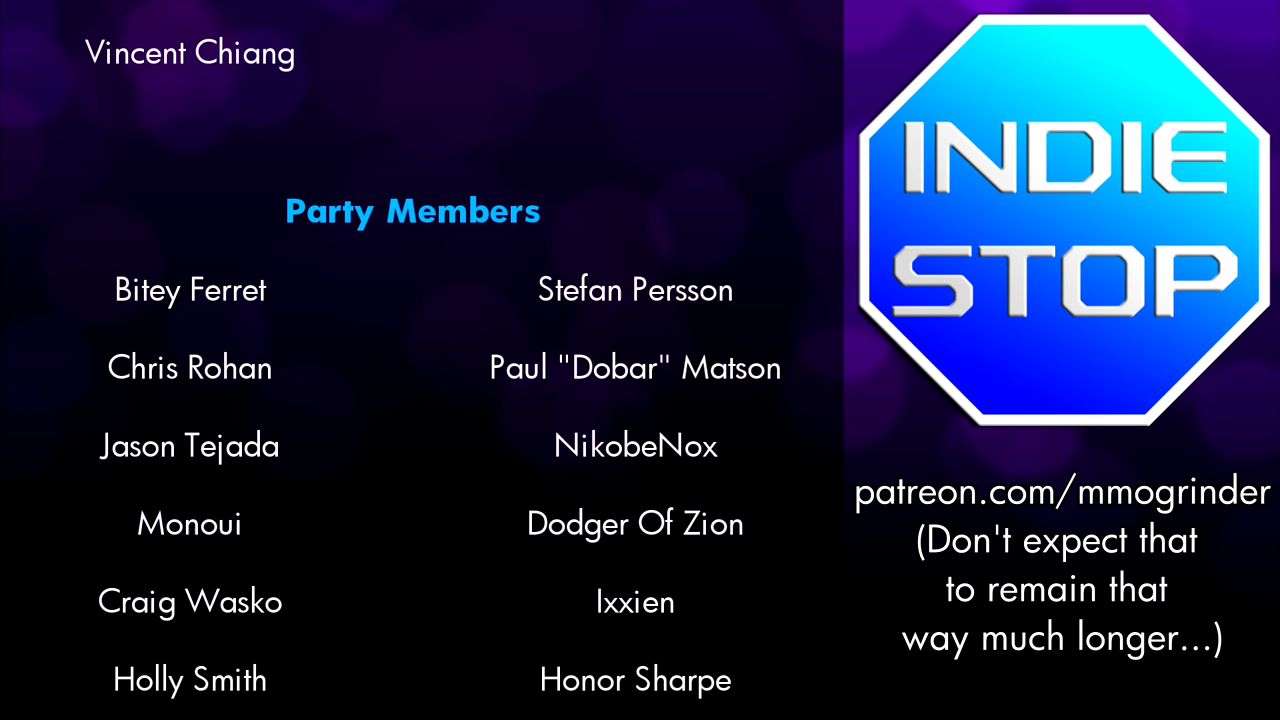 Vincent Chiang
Party Members
Bitey Ferret
Stefan Persson
Chris Rohan
Paul "Dobar" Matson
Jason Tejada
NikobeNox
Monoui
Dodger Of Zion
Craig Wasko
Ixxien
Holly Smith
Honor Sharpe
INDIE
STOP
patreon.com/mmogrinder
(Don't expect that
to remain that
way much longer...)